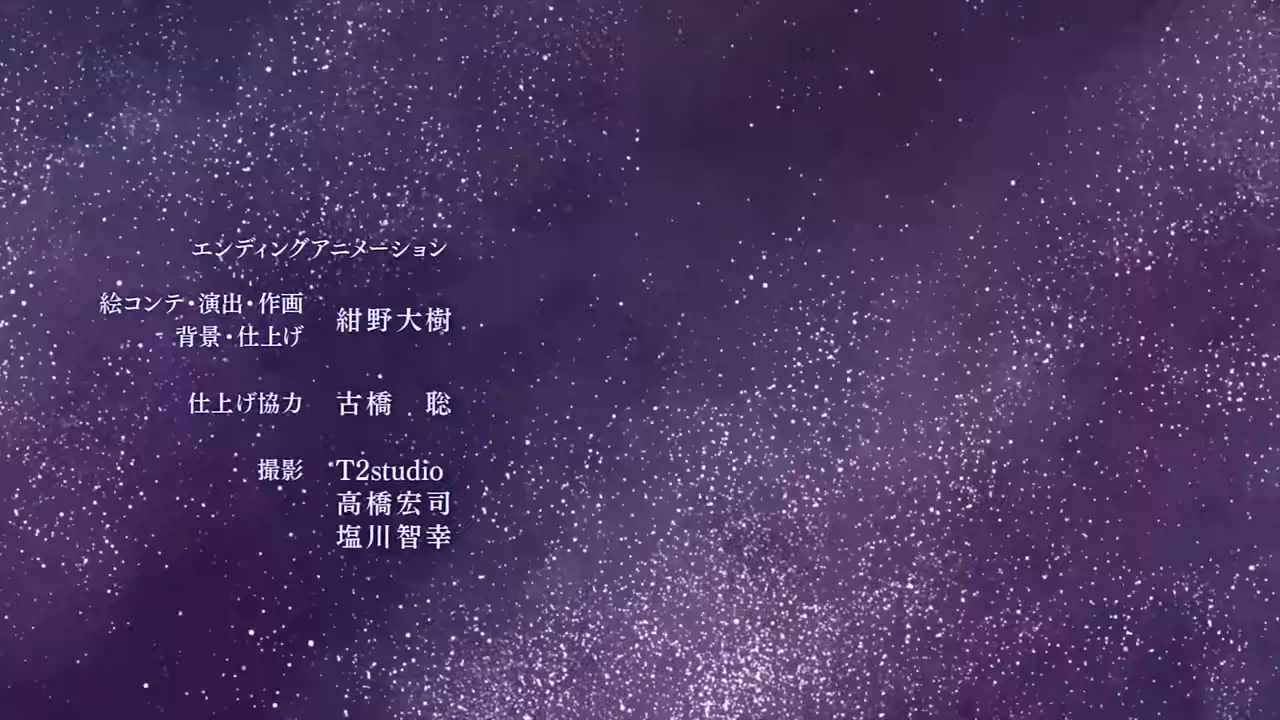 エンディングアニメーション
絵コンテ・演出・作画
背景・仕上げ
紺野大樹
仕上げ協力 古橋 聡
撮影 T2studio
高橋宏司
塩川智幸